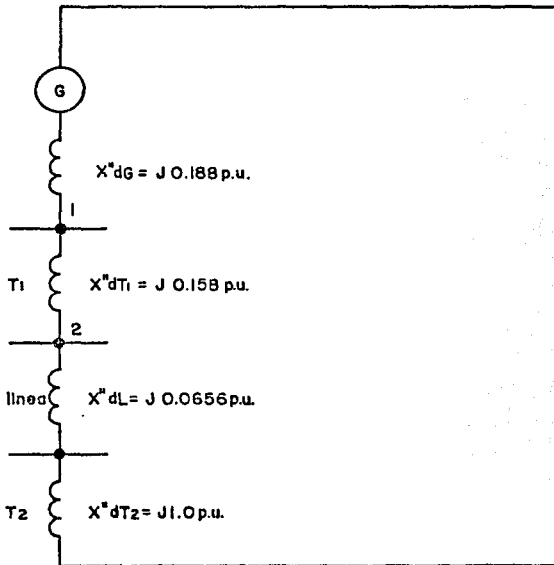 G
X"dG = J 0.188 p.u.
1
T1 X"dT1 = J 0.158 p.u.
2
linea X"dL= J 0.0656 p.u.
T2 X"dT2= J1.0 p.u.